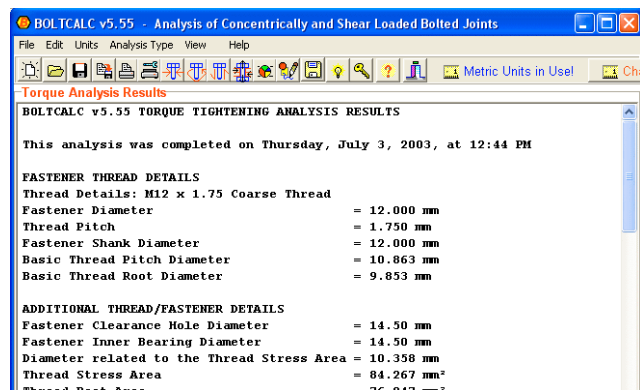 BOLTCALC v5.55 - Analysis of Concentrically and Shear Loaded Bolted Joints
File Edit Units Analysis Type View Help
Metric Units in Use! Ch
Torque Analysis Results
BOLTCALC v5.55 TORQUE TIGHTENING ANALYSIS RESULTS
This analysis was completed on Thursday, July 3, 2003, at 12:44 PM
FASTENER THREAD DETAILS
Thread Details: M12 x 1.75 Coarse Thread
Fastener Diameter = 12.000 mm
Thread Pitch = 1.750 mm
Fastener Shank Diameter = 12.000 mm
Basic Thread Pitch Diameter = 10.863 mm
Basic Thread Root Diameter = 9.853 mm
ADDITIONAL THREAD/FASTENER DETAILS
Fastener Clearance Hole Diameter = 14.50 mm
Fastener Inner Bearing Diameter = 14.50 mm
Diameter related to the Thread Stress Area = 10.358 mm
Thread Stress Area = 84.267 mm²
Thread Root Area